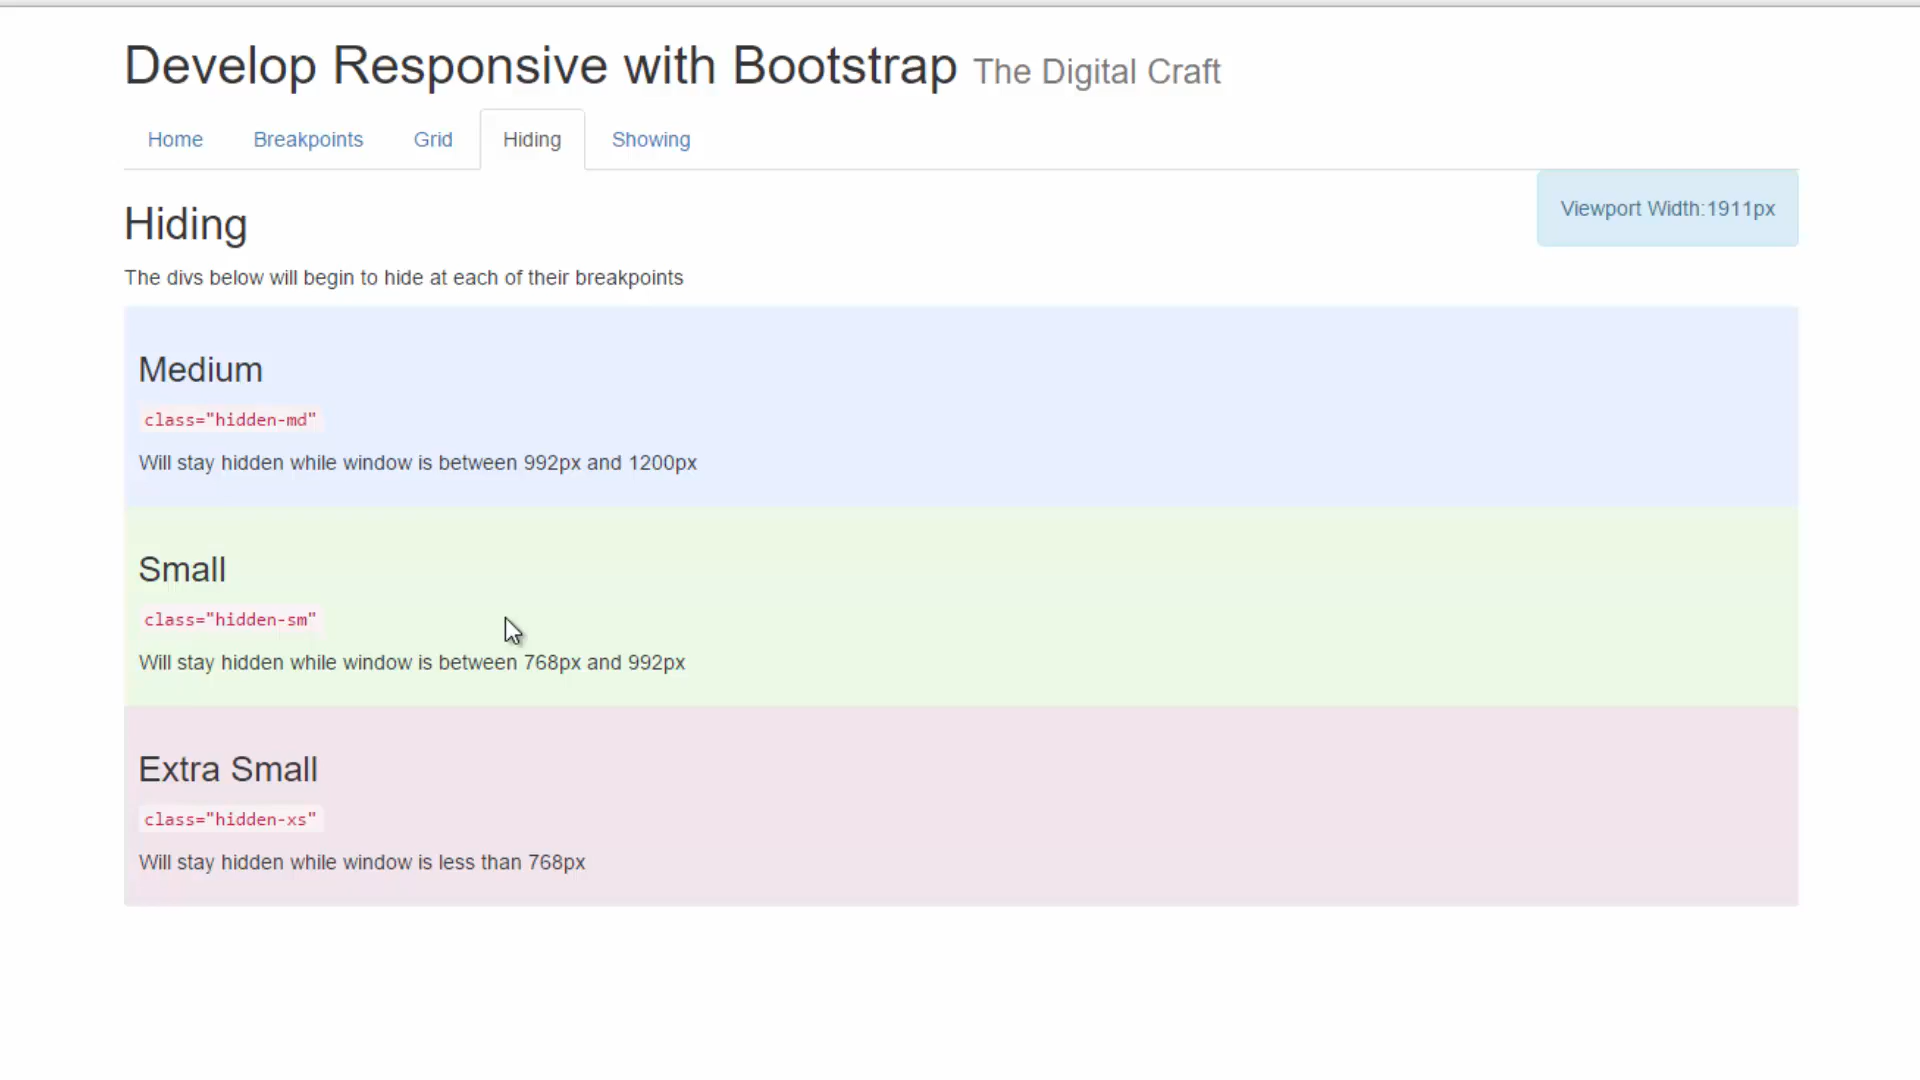 Develop Responsive with Bootstrap The Digital Craft
Home Breakpoints Grid Hiding Showing
Viewport Width:1911px
Hiding
The divs below will begin to hide at each of their breakpoints
Medium
class="hidden-md"
Will stay hidden while window is between 992px and 1200px
Small
class="hidden-sm"
Will stay hidden while window is between 768px and 992px
Extra Small
class="hidden-xs"
Will stay hidden while window is less than 768px